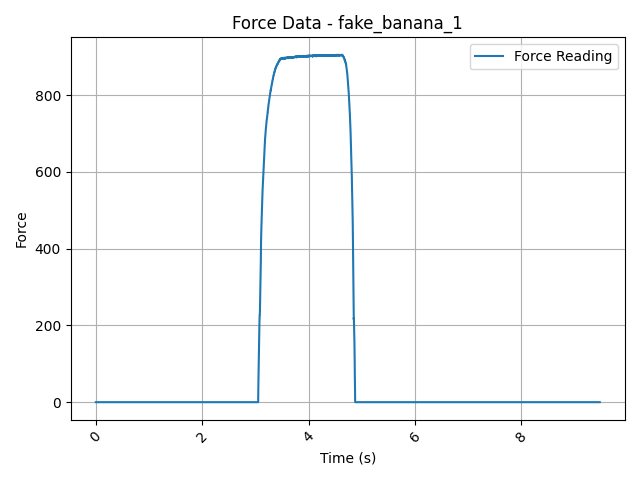 Force Data - fake_banana_1
Force Reading
Force
800
600
400
200
0
0 2 4 6 8
Time (s)